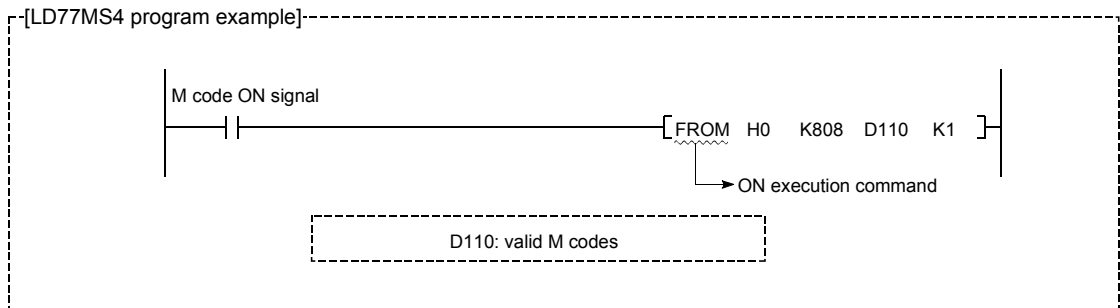 [LD77MS4 program example]
M code ON signal
FROM H0 K808 D110 K1
ON execution command
D110: valid M codes